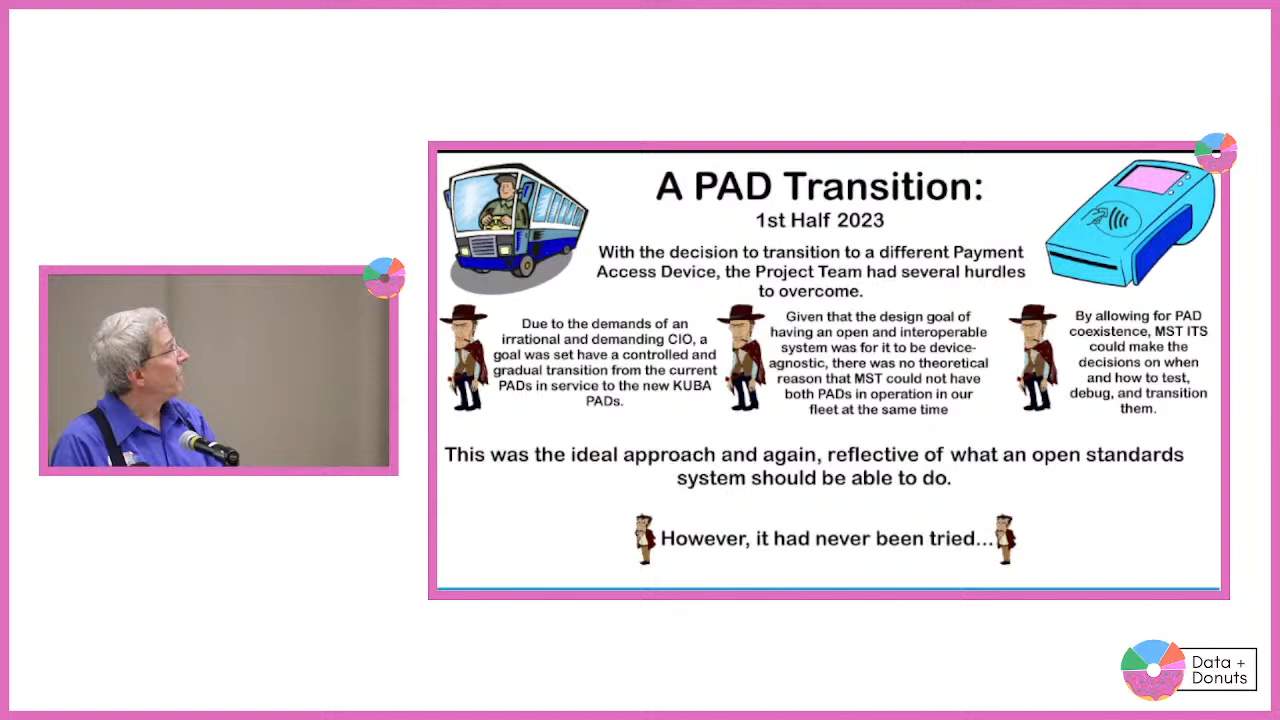 A PAD Transition:
1st Half 2023
With the decision to transition to a different Payment
Access Device, the Project Team had several hurdles
to overcome.
Due to the demands of an
irrational and demanding CIO, a
goal was set have a controlled and
gradual transition from the current
PADs in service to the new KUBA
PADs.
Given that the design goal of
having an open and interoperable
system was for it to be device-
agnostic, there was no theoretical
reason that MST could not have
both PADs in operation in our
fleet at the same time
By allowing for PAD
coexistence, MST ITS
could make the
decisions on when
and how to test,
debug, and transition
them.
This was the ideal approach and again, reflective of what an open standards
system should be able to do.
However, it had never been tried...
Data +
Donuts